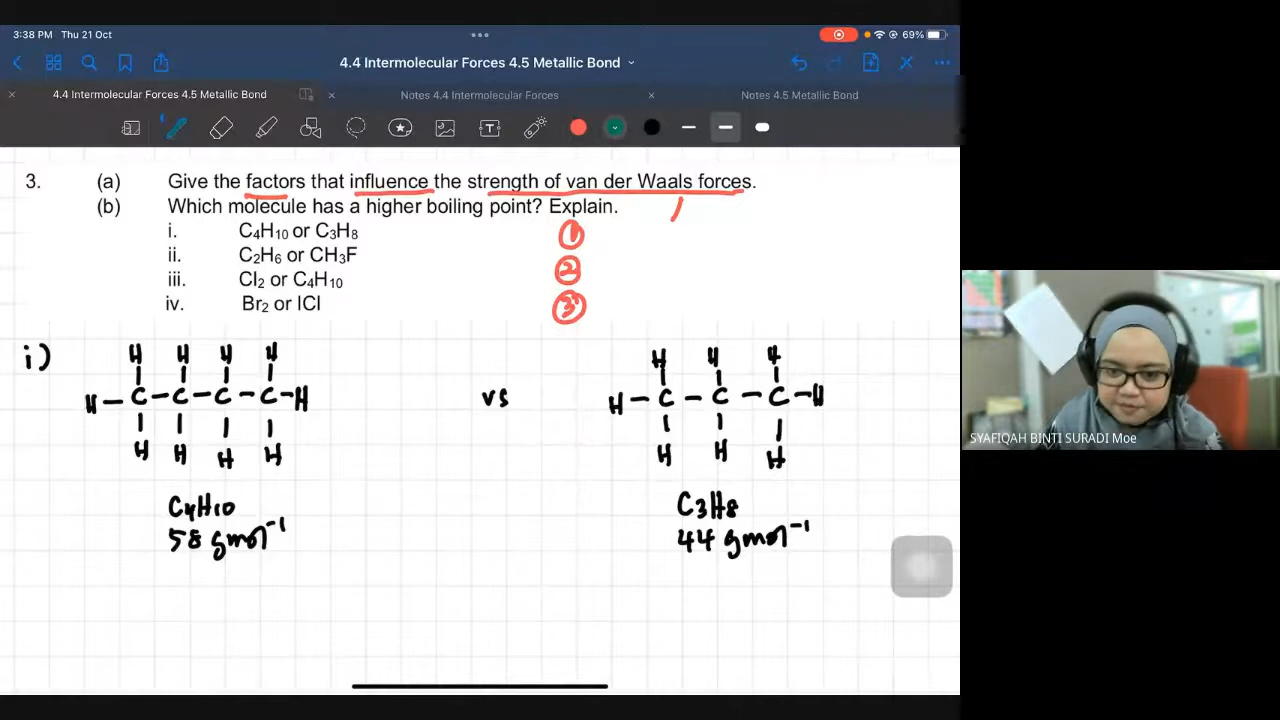 3:38 PM Thu 21 Oct
69%
4.4 Intermolecular Forces 4.5 Metallic Bond
4.4 Intermolecular Forces 4.5 Metallic Bond
Notes 4.4 Intermolecular Forces
Notes 4.5 Metallic Bond
3. (a) Give the factors that influence the strength of van der Waals forces.
(b) Which molecule has a higher boiling point? Explain.
i. C₄H₁₀ or C₃H₈ ①
ii. C₂H₆ or CH₃F ②
iii. Cl₂ or C₄H₁₀
iv. Br₂ or ICl ③
i) H H H H H H H
H – C – C – C – C – H vs H – C – C – C – H
H H H H H H H
C4H10 C3H8
58 gmol⁻¹ 44 gmol⁻¹
SYAFIQAH BINTI SURADI Moe